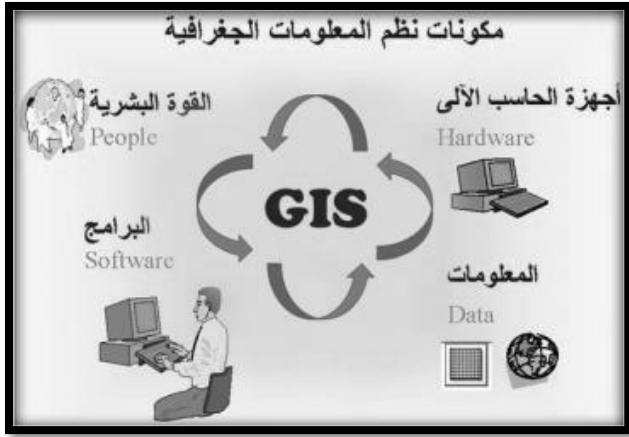 مكونات نظم المعلومات الجغرافية
أجهزة الحاسب الآلى
Hardware
القوة البشرية
People
GIS
البرامج
Software
المعلومات
Data